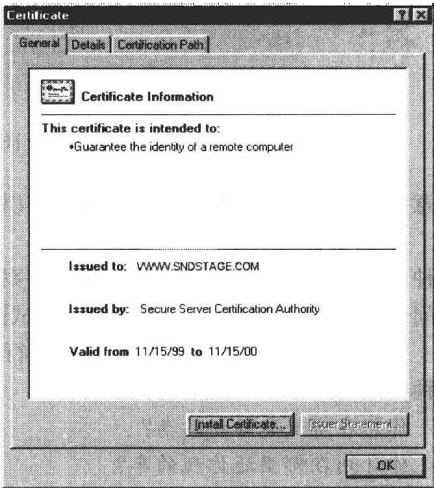 Certificate
General Details Certification Path
Certificate Information
This certificate is intended to:
•Guarantee the identity of a remote computer
Issued to: WWW.SNDSTAGE.COM
Issued by: Secure Server Certification Authority
Valid from 11/15/99 to 11/15/00
Install Certificate... Issuer Statement...
OK